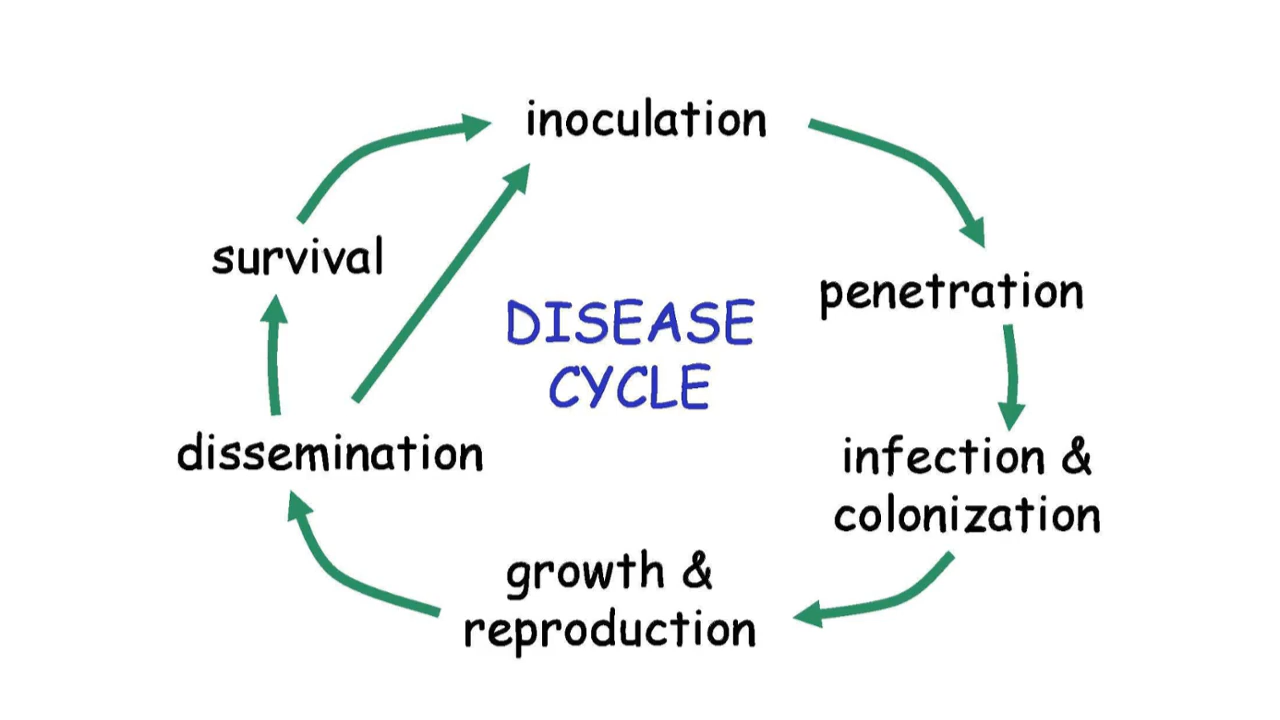 inoculation
survival
penetration
DISEASE
CYCLE
dissemination
infection &
colonization
growth &
reproduction